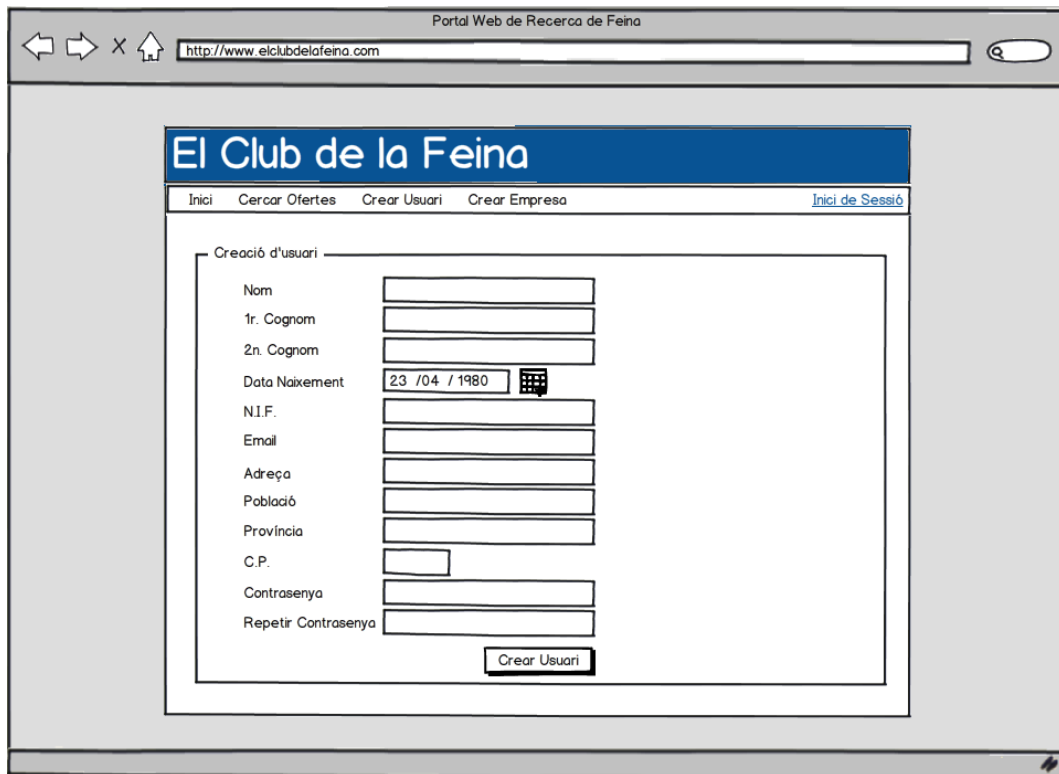 Portal Web de Recerca de Feina
http://www.elclubdelafeina.com
El Club de la Feina
Inici Cercar Ofertes Crear Usuari Crear Empresa Inici de Sessió
Creació d'usuari
Nom
1r. Cognom
2n. Cognom
Data Naixement 23 /04 / 1980
N.I.F.
Email
Adreça
Població
Província
C.P.
Contrasenya
Repetir Contrasenya
Crear Usuari